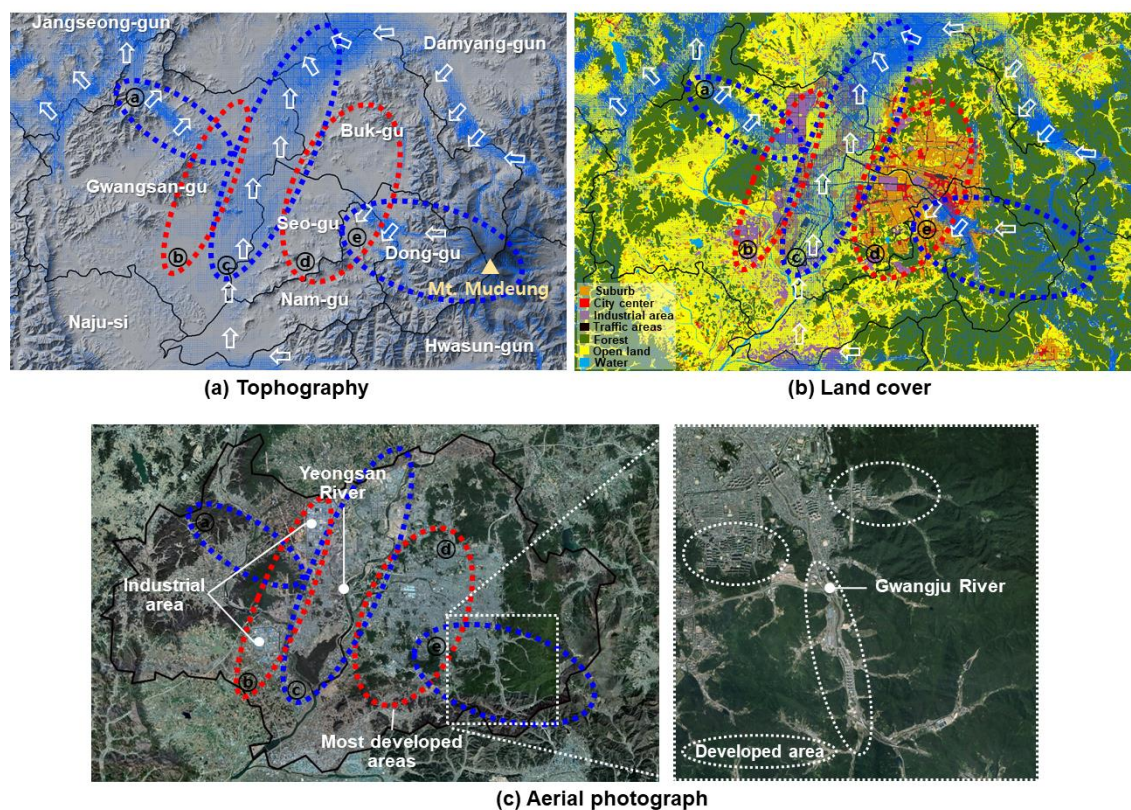 Jangseong-gun
Damyang-gun
ⓐ
Buk-gu
Gwangsan-gu
Seo-gu
ⓔ
Dong-gu
ⓑ
ⓒ
ⓓ
Mt. Mudeung
Nam-gu
Naju-si
Hwasun-gun
(a) Tophography
ⓐ
ⓔ
ⓑ
ⓒ
ⓓ
Suburb
City center
Industrial area
Traffic areas
Forest
Open land
Water
(b) Land cover
Yeongsan
River
ⓐ
ⓓ
Industrial
area
ⓔ
ⓑ
ⓒ
Most developed
areas
Gwangju River
Developed area
(c) Aerial photograph